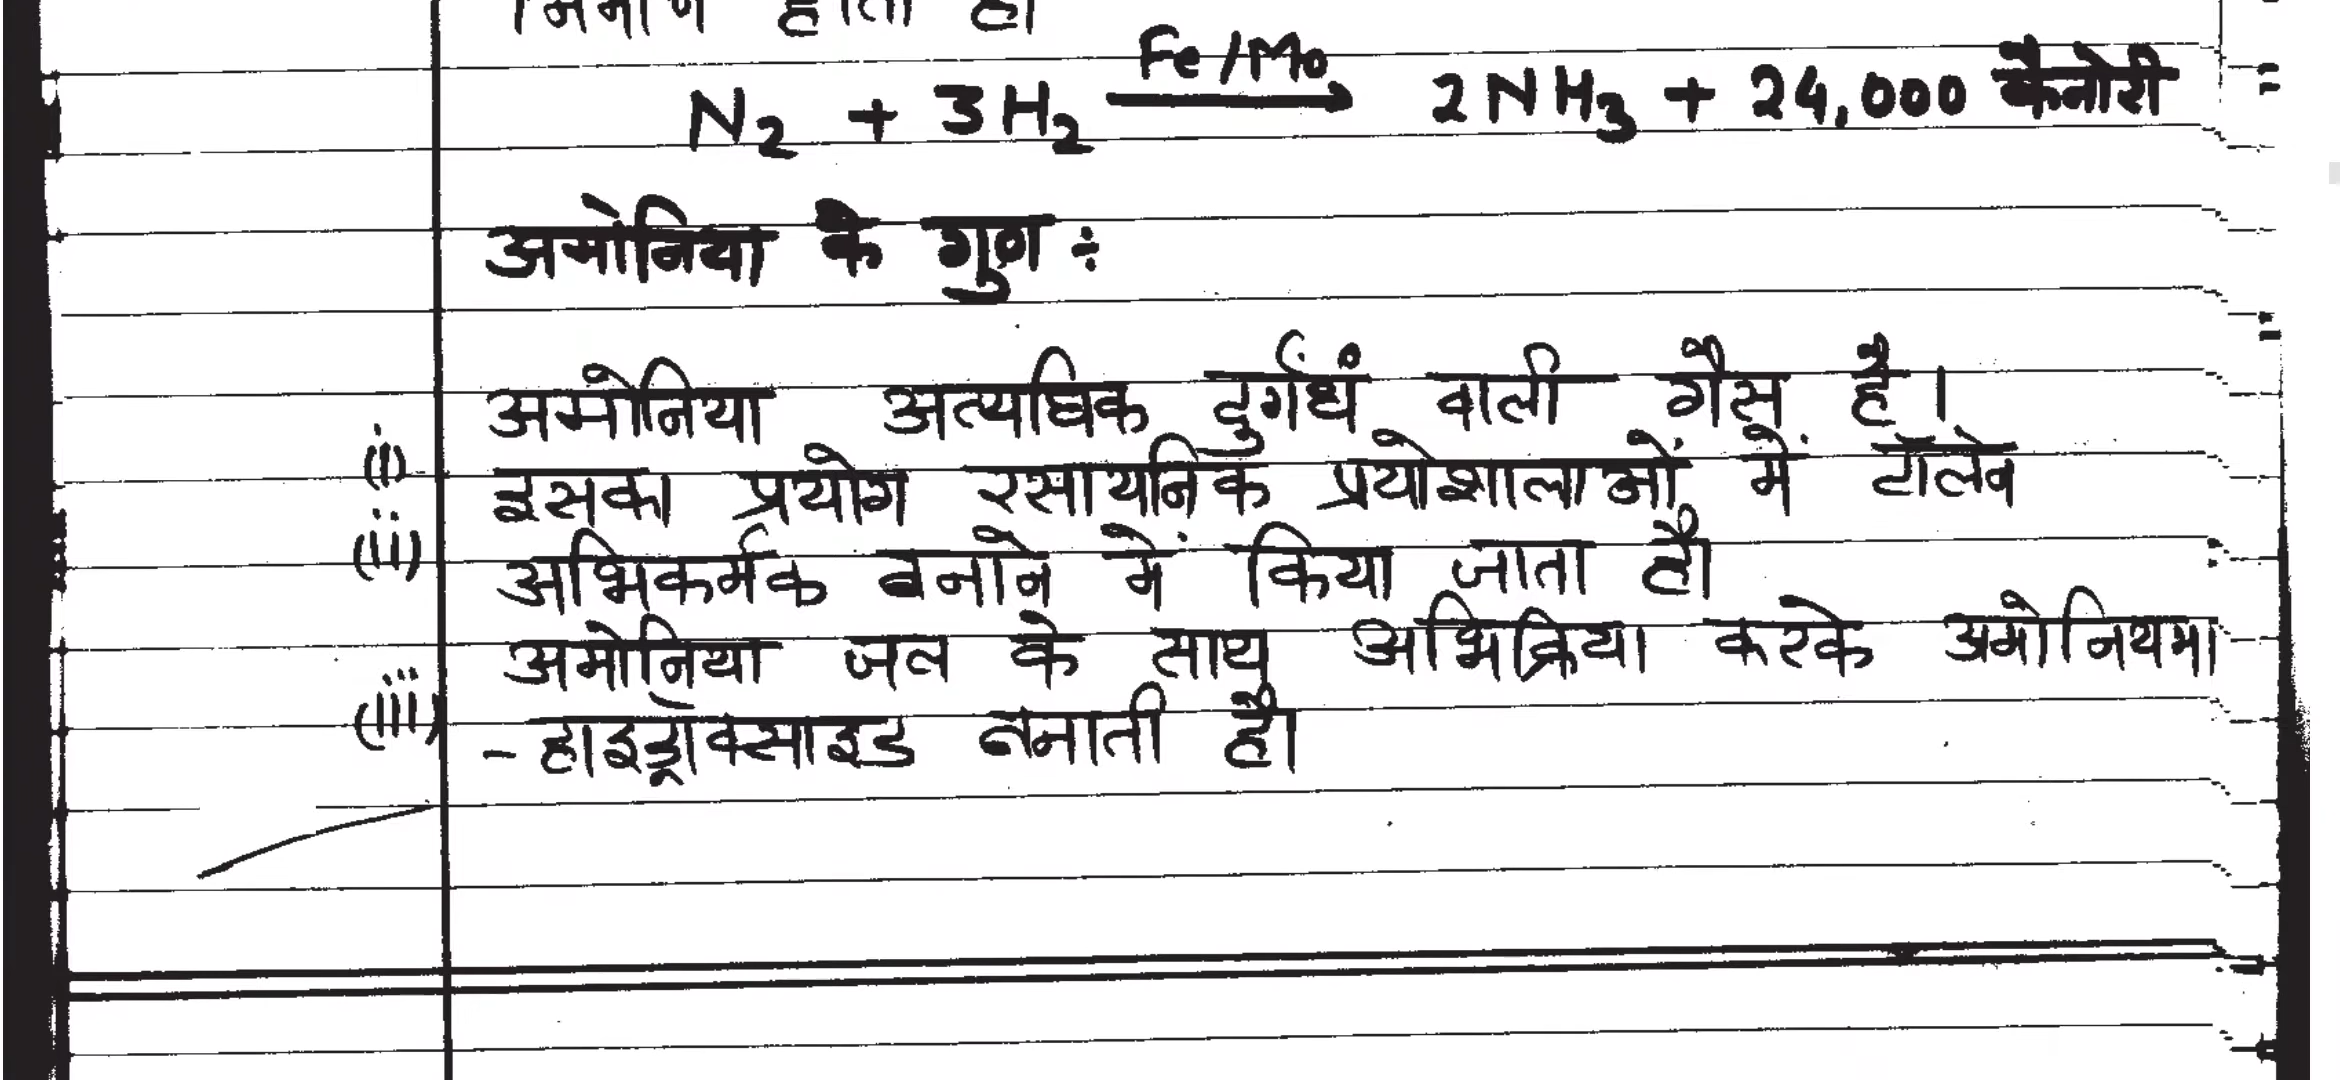 निर्माण होता है।
N₂ + 3H₂ Fe/Mo → 2NH₃ + 24,000 कैलोरी
अमोनिया के गुण :
अमोनिया अत्यधिक दुर्गधं वाली गैस है।
(i) इसका प्रयोग रसायनिक प्रयोशालाओं में टॉलेन
(ii) अभिकर्मक बनाने में किया जाता है।
अमोनिया जल के साथ अभिक्रिया करके अमोनियम
(iii) - हाइड्रॉक्साइड बनाती है।